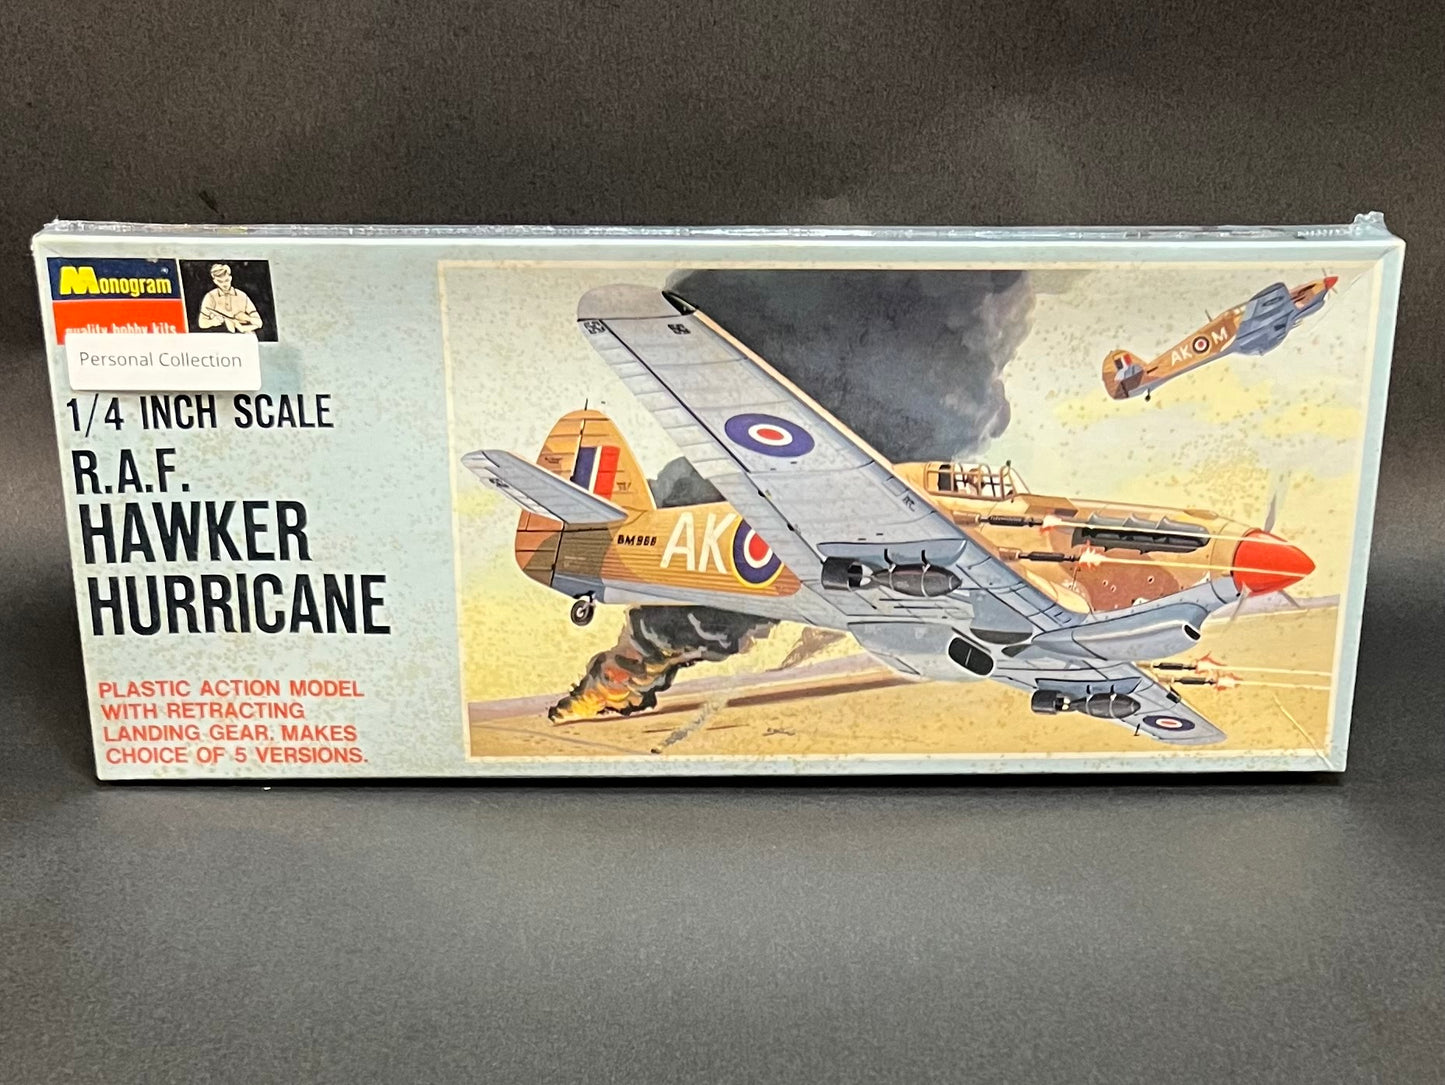 Monogram
quality hobby kits
Personal Collection
1/4 INCH SCALE
R.A.F.
HAWKER
HURRICANE
PLASTIC ACTION MODEL
WITH RETRACTING
LANDING GEAR. MAKES
CHOICE OF 5 VERSIONS.
AK M
BM966
AK